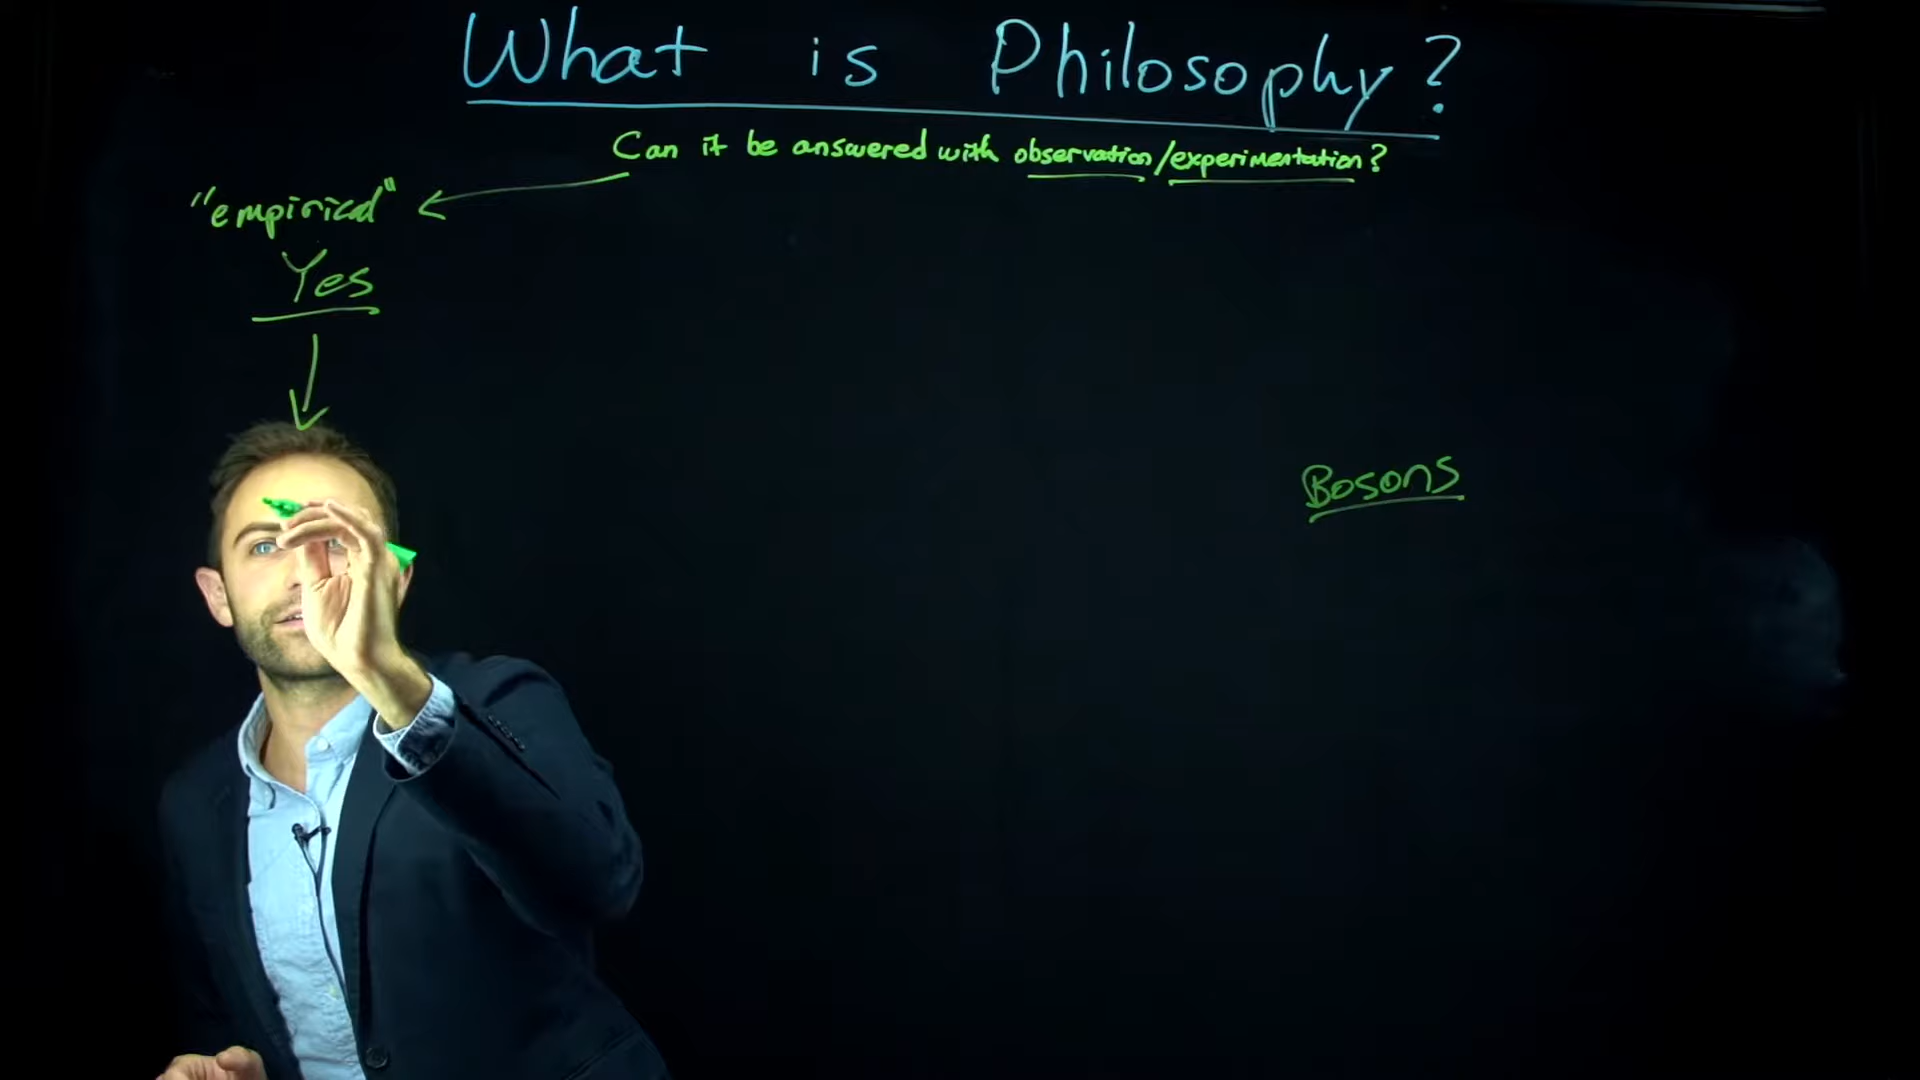 What is Philosophy?
Can it be answered with observation/experimentation?
"empirical"
Yes
Bosons